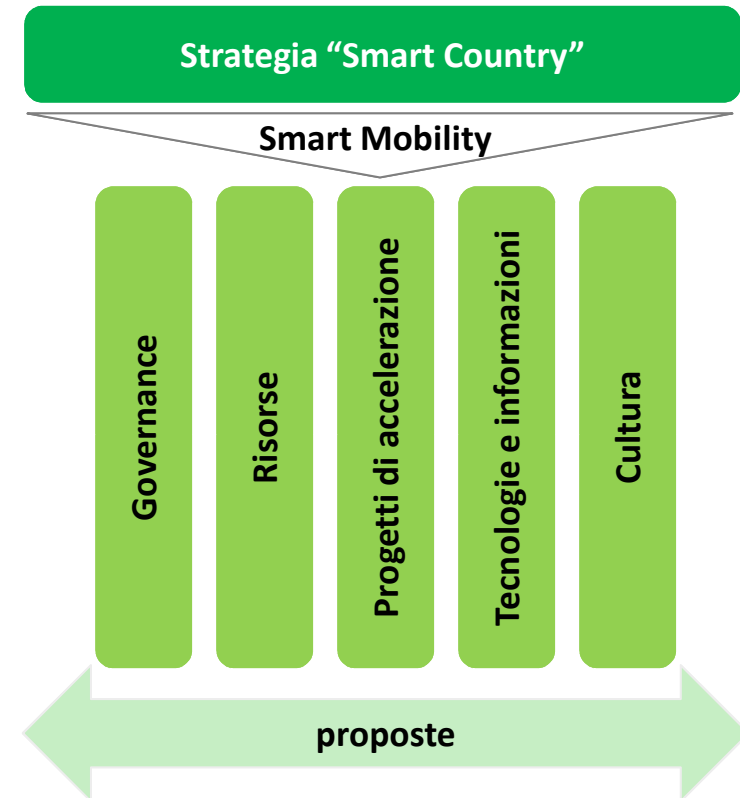 Strategia “Smart Country”
Smart Mobility
Governance
Risorse
Progetti di accelerazione
Tecnologie e informazioni
Cultura
proposte